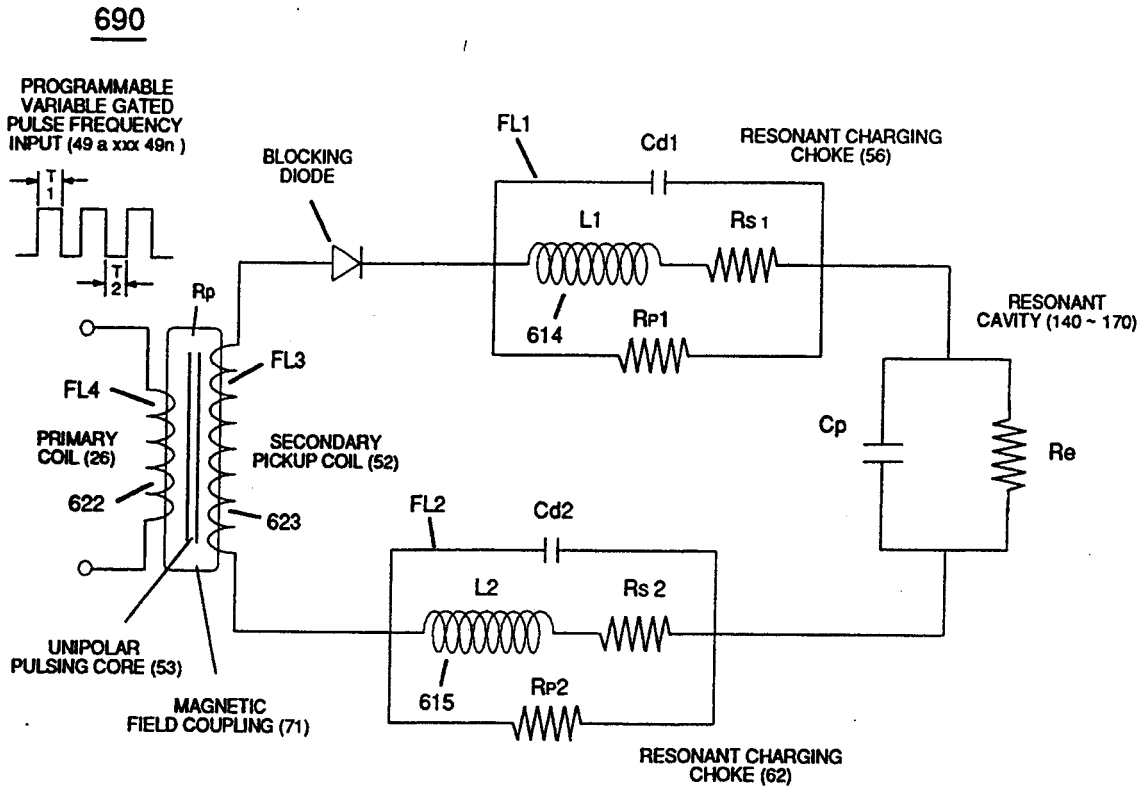 690
PROGRAMMABLE
VARIABLE GATED
PULSE FREQUENCY
INPUT (49 a xxx 49n )
T
1
T
2
BLOCKING
DIODE
FL1
Cd1
RESONANT CHARGING
CHOKE (56)
L1
Rs 1
614
Rp1
Rp
FL4
FL3
PRIMARY
COIL (26)
SECONDARY
PICKUP COIL (52)
622
623
RESONANT
CAVITY (140 ~ 170)
Cp
Re
FL2
Cd2
L2
Rs 2
615
Rp2
UNIPOLAR
PULSING CORE (53)
MAGNETIC
FIELD COUPLING (71)
RESONANT CHARGING
CHOKE (62)